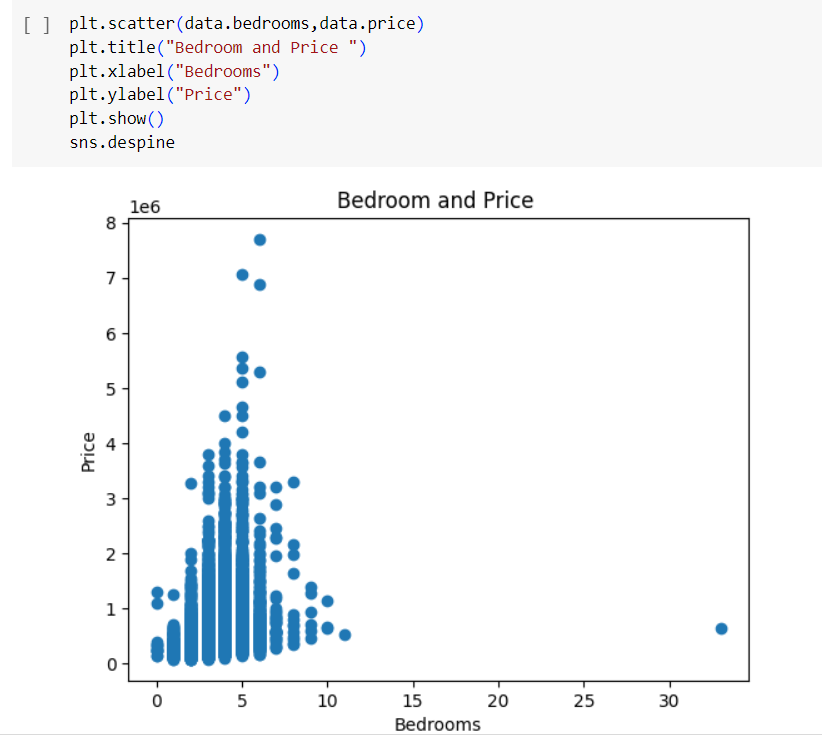 [ ] plt.scatter(data.bedrooms,data.price)
plt.title("Bedroom and Price ")
plt.xlabel("Bedrooms")
plt.ylabel("Price")
plt.show()
sns.despine
Bedroom and Price
1e6
8
7
6
5
4
3
2
1
0
Price
0 5 10 15 20 25 30
Bedrooms